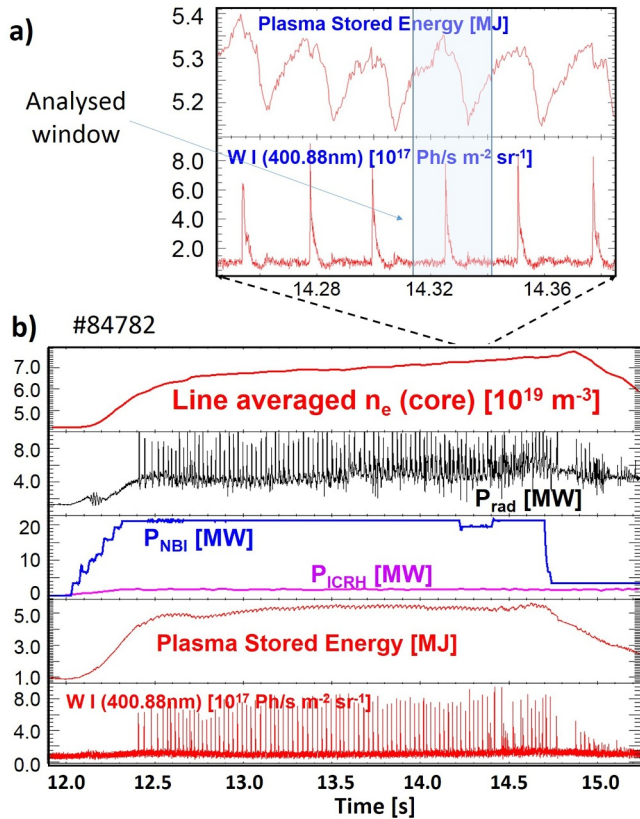 a)
Plasma Stored Energy [MJ]
5.4
5.3
5.2
Analysed
window
W I (400.88nm) [10¹⁷ Ph/s m⁻² sr⁻¹]
8.0
6.0
4.0
2.0
14.28 14.32 14.36
b) #84782
7.0
6.0
5.0
Line averaged nₑ (core) [10¹⁹ m⁻³]
8.0
4.0
P_rad [MW]
20
10
0
P_NBI [MW]
P_ICRH [MW]
5.0
3.0
1.0
Plasma Stored Energy [MJ]
W I (400.88nm) [10¹⁷ Ph/s m⁻² sr⁻¹]
8.0
4.0
0
12.0 12.5 13.0 13.5 14.0 14.5 15.0
Time [s]